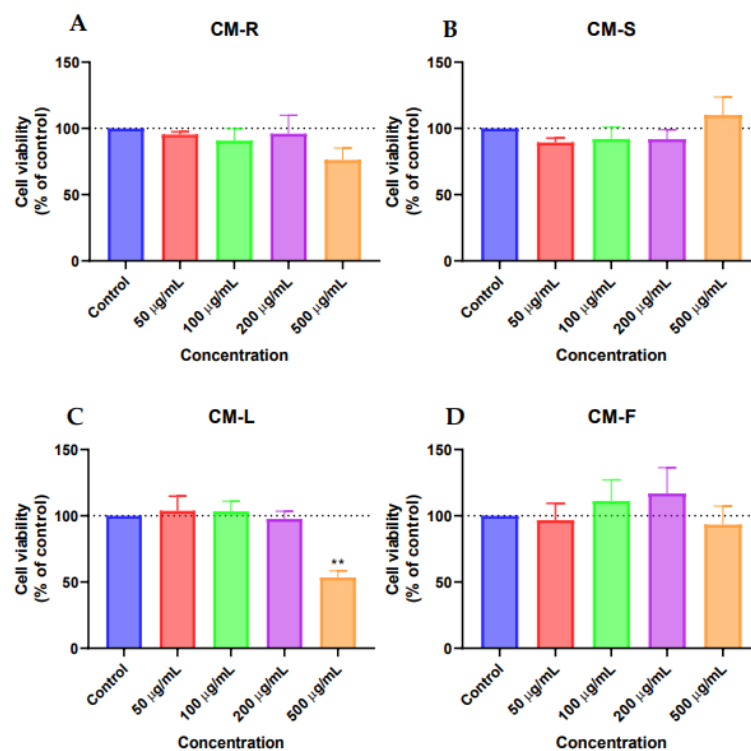 A
CM-R
Cell viability
(% of control)
150
100
50
0
Control
50 µg/mL
100 µg/mL
200 µg/mL
500 µg/mL
Concentration
B
CM-S
Cell viability
(% of control)
150
100
50
0
Control
50 µg/mL
100 µg/mL
200 µg/mL
500 µg/mL
Concentration
C
CM-L
Cell viability
(% of control)
150
100
50
0
**
Control
50 µg/mL
100 µg/mL
200 µg/mL
500 µg/mL
Concentration
D
CM-F
Cell viability
(% of control)
150
100
50
0
Control
50 µg/mL
100 µg/mL
200 µg/mL
500 µg/mL
Concentration